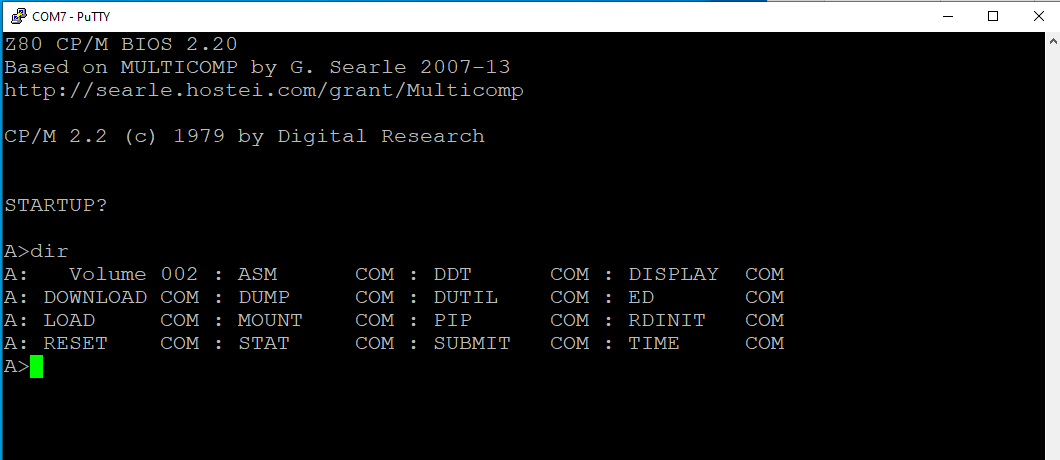 COM7 - PuTTY
Z80 CP/M BIOS 2.20
Based on MULTICOMP by G. Searle 2007-13
http://searle.hostei.com/grant/Multicomp
CP/M 2.2 (c) 1979 by Digital Research
STARTUP?
A>dir
A:   Volume 002 : ASM      COM : DDT      COM : DISPLAY  COM
A: DOWNLOAD COM : DUMP     COM : DUTIL    COM : ED       COM
A: LOAD     COM : MOUNT    COM : PIP      COM : RDINIT   COM
A: RESET    COM : STAT     COM : SUBMIT   COM : TIME     COM
A>